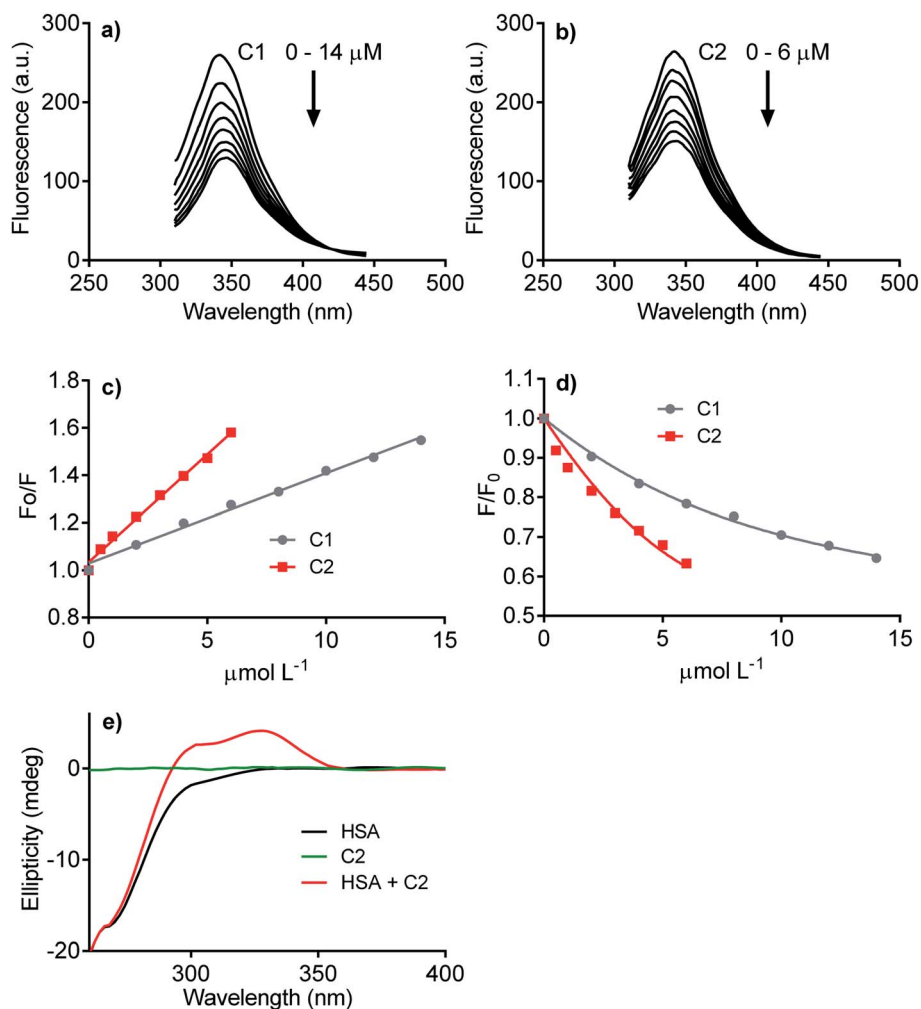 a)
C1 0 - 14 μM
Fluorescence (a.u.)
300
200
100
0
250 300 350 400 450 500
Wavelength (nm)
b)
C2 0 - 6 μM
Fluorescence (a.u.)
300
200
100
0
250 300 350 400 450 500
Wavelength (nm)
c)
Fo/F
1.8
1.6
1.4
1.2
1.0
0.8
C1
C2
0 5 10 15
μmol L-1
d)
F/F0
1.1
1.0
0.9
0.8
0.7
0.6
0.5
C1
C2
0 5 10 15
μmol L-1
e)
Ellipticity (mdeg)
0
-10
-20
HSA
C2
HSA + C2
300 350 400
Wavelength (nm)